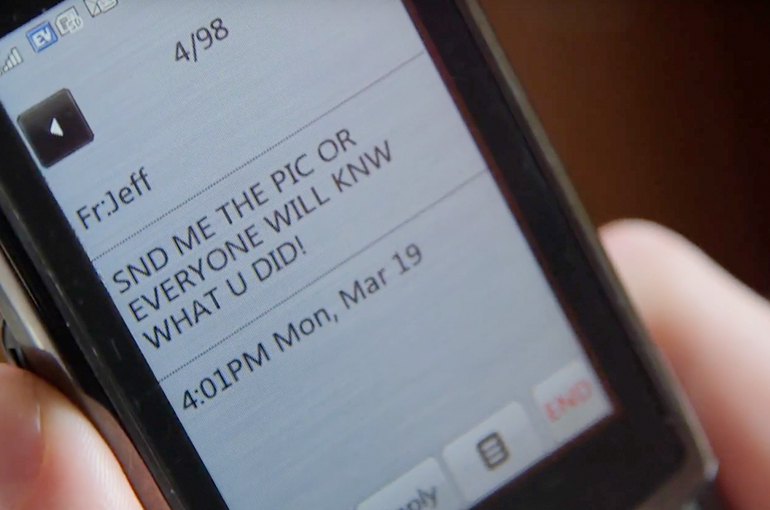 EV
4/98
Fr:Jeff
SND ME THE PIC OR
EVERYONE WILL KNW
WHAT U DID!
4:01PM Mon, Mar 19
END